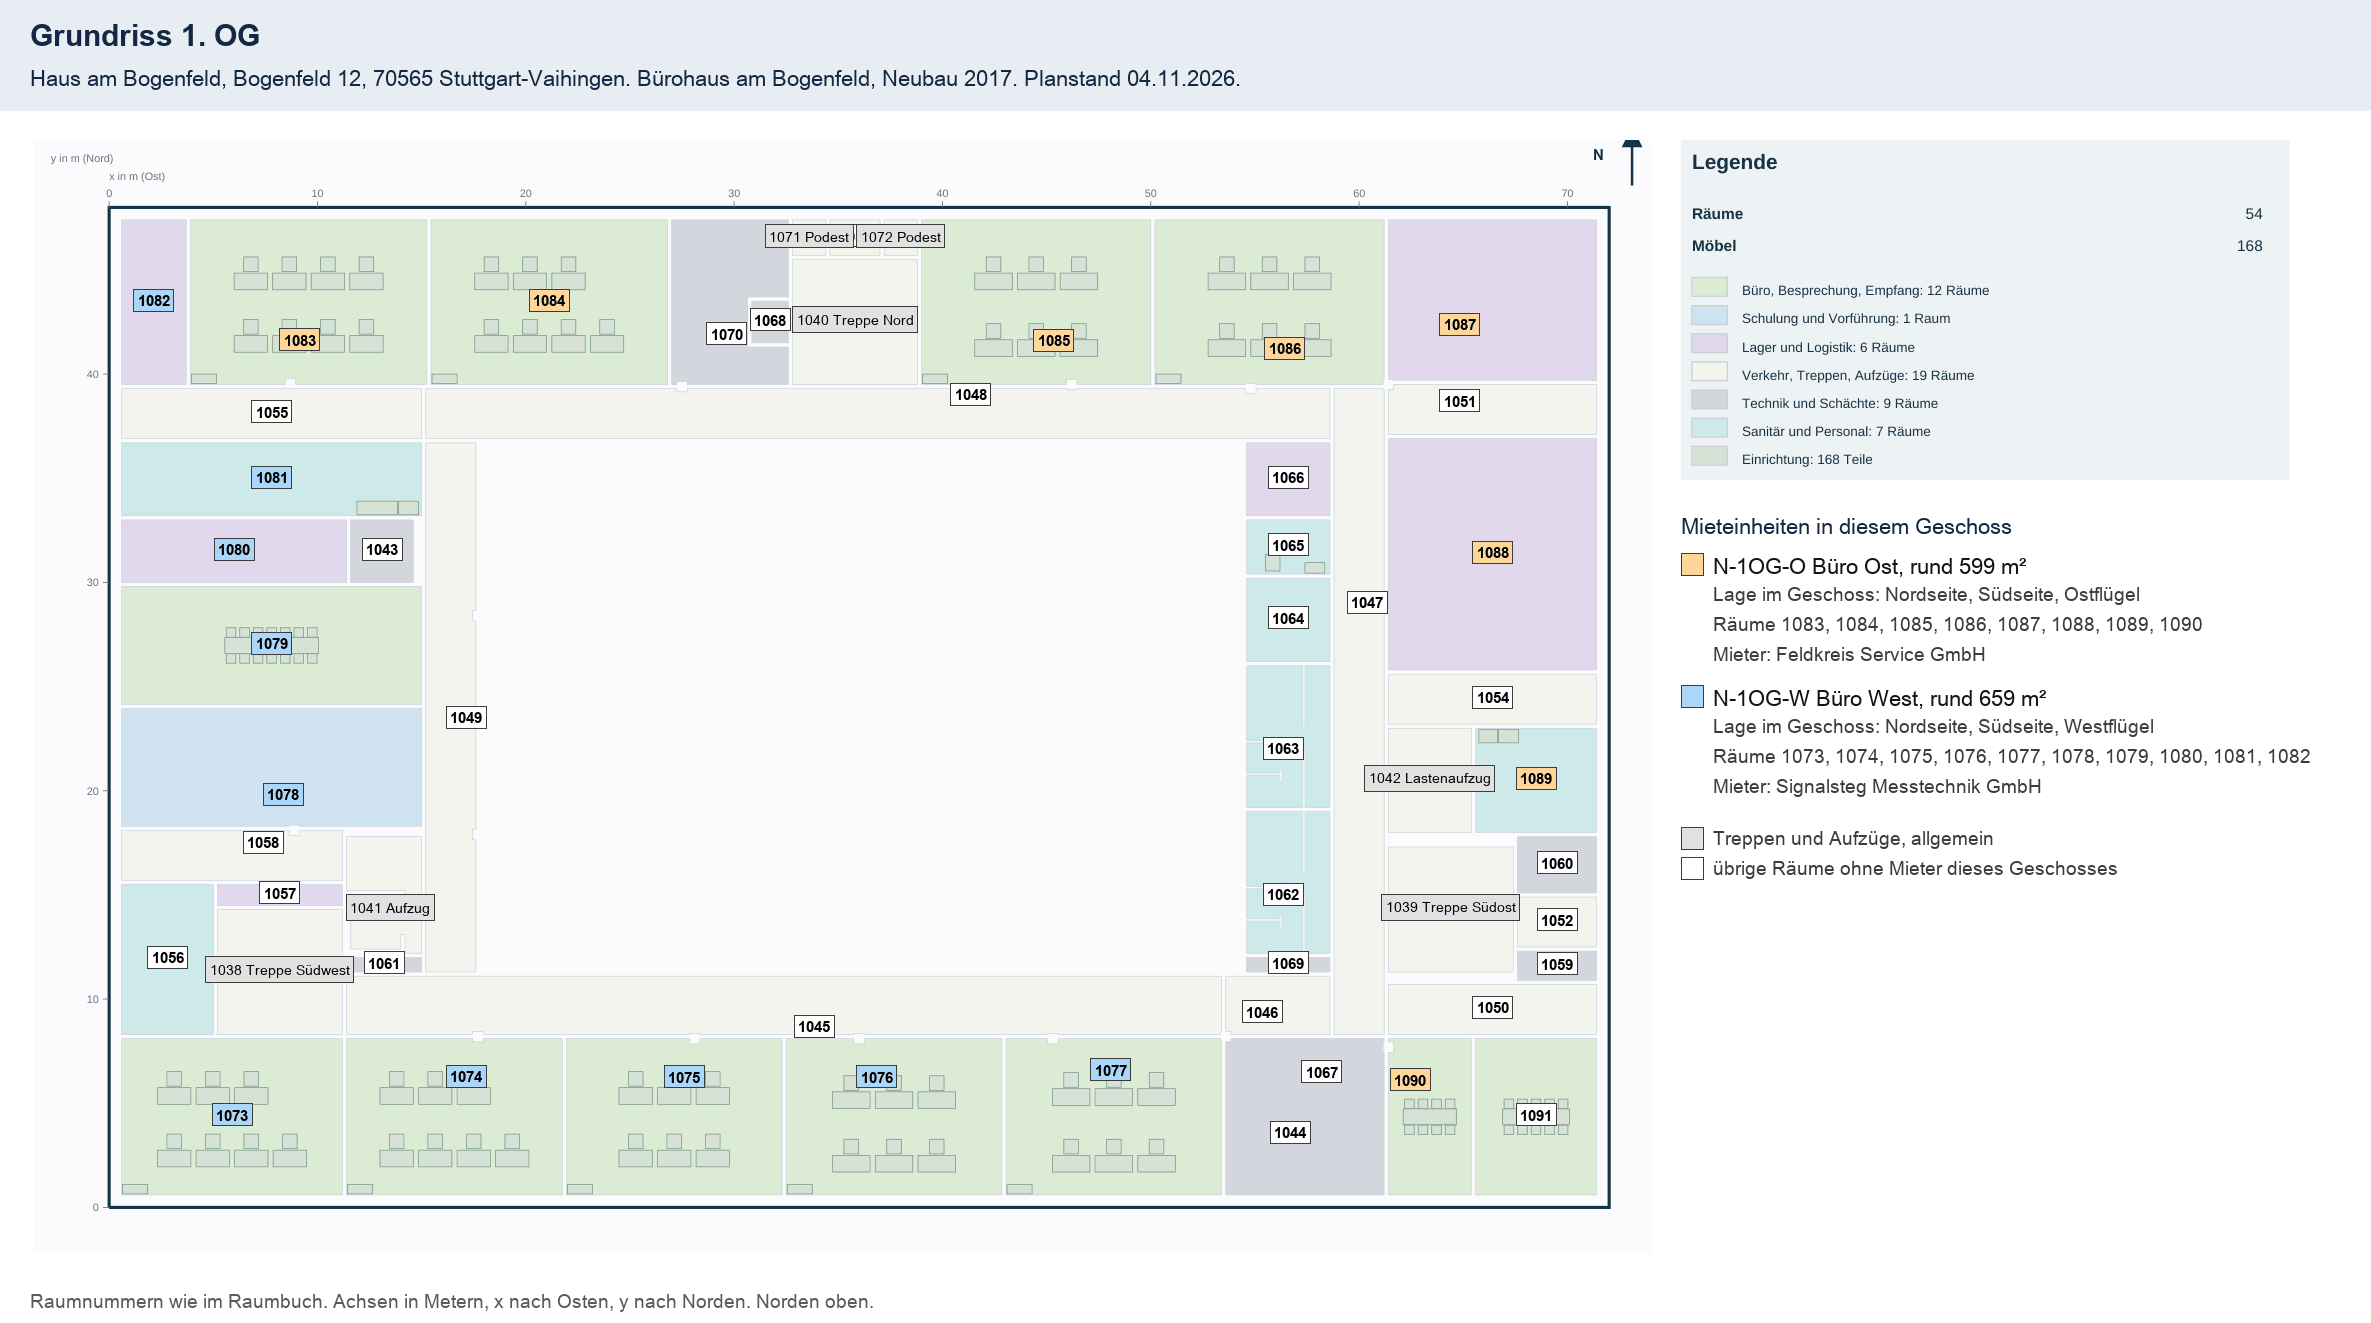 Grundriss 1. OG
Haus am Bogenfeld, Bogenfeld 12, 70565 Stuttgart-Vaihingen. Bürohaus am Bogenfeld, Neubau 2017. Planstand 04.11.2026.
y in m (Nord)
x in m (Ost)
N
0 10 20 30 40 50 60 70
1071 Podest 1072 Podest
1082 1084
1068 1040 Treppe Nord 1087
1083 1070 1085 1086
40
1048
1055 1051
1081 1066
1080 1043 1065 1088
30
1047
1064
1079
1054
1049
1063
1042 Lastenaufzug 1089
20
1078
1058
1060
1057 1062
1041 Aufzug 1039 Treppe Südost
1052
1056 1061 1069 1059
1038 Treppe Südwest
10
1046 1050
1045
1074 1075 1076 1077 1067 1090
1073 1091
1044
0
Legende
Räume 54
Möbel 168
Büro, Besprechung, Empfang: 12 Räume
Schulung und Vorführung: 1 Raum
Lager und Logistik: 6 Räume
Verkehr, Treppen, Aufzüge: 19 Räume
Technik und Schächte: 9 Räume
Sanitär und Personal: 7 Räume
Einrichtung: 168 Teile
Mieteinheiten in diesem Geschoss
N-1OG-O Büro Ost, rund 599 m²
Lage im Geschoss: Nordseite, Südseite, Ostflügel
Räume 1083, 1084, 1085, 1086, 1087, 1088, 1089, 1090
Mieter: Feldkreis Service GmbH
N-1OG-W Büro West, rund 659 m²
Lage im Geschoss: Nordseite, Südseite, Westflügel
Räume 1073, 1074, 1075, 1076, 1077, 1078, 1079, 1080, 1081, 1082
Mieter: Signalsteg Messtechnik GmbH
Treppen und Aufzüge, allgemein
übrige Räume ohne Mieter dieses Geschosses
Raumnummern wie im Raumbuch. Achsen in Metern, x nach Osten, y nach Norden. Norden oben.